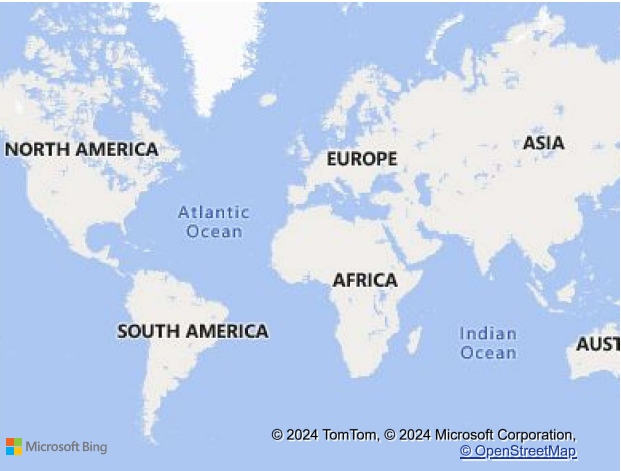 ASIA
NORTH AMERICA
EUROPE
Atlantic
Ocean
AFRICA
SOUTH AMERICA
Indian
Ocean
AUST
© 2024 TomTom, © 2024 Microsoft Corporation,
© OpenStreetMap
Microsoft Bing